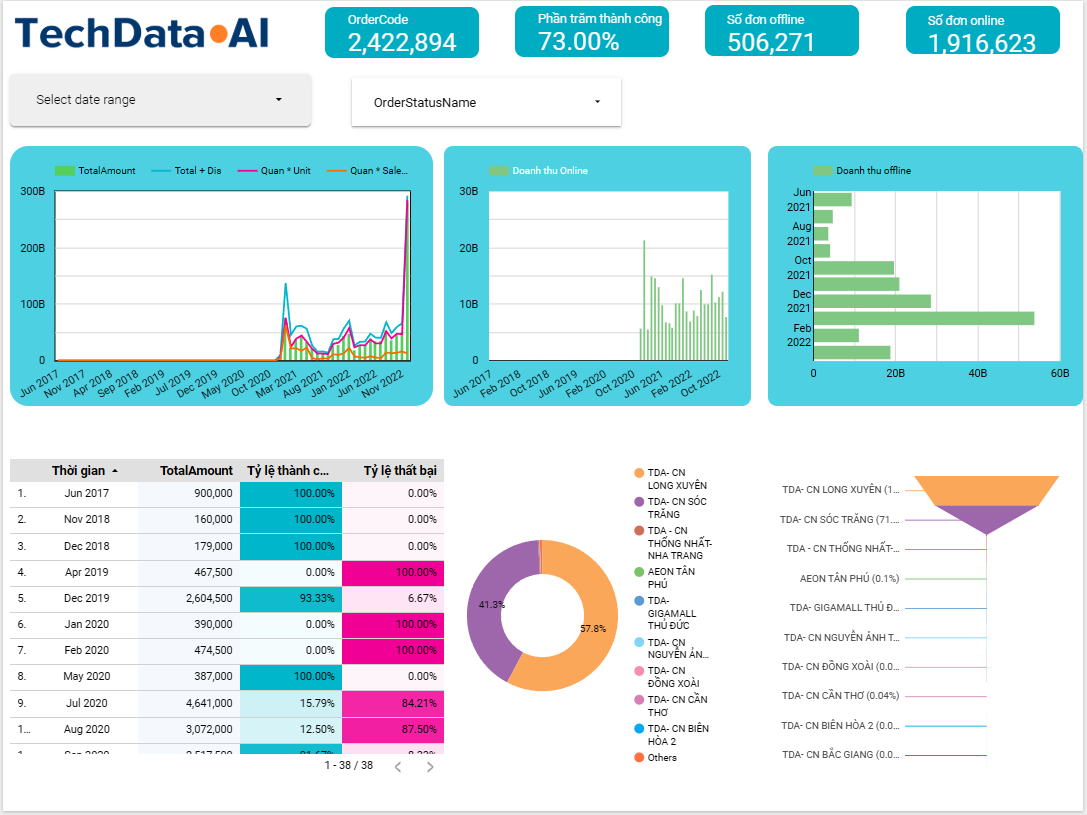 TechData AI
OrderCode
2,422,894
Phần trăm thành công
73.00%
Số đơn offline
506,271
Số đơn online
1,916,623
Select date range
OrderStatusName
TotalAmount
Total + Dis
Quan * Unit
Quan * Sale...
300B
200B
100B
0
Jun 2017
Nov 2017
Apr 2018
Sep 2018
Feb 2019
Jul 2019
Dec 2019
May 2020
Oct 2020
Mar 2021
Aug 2021
Jan 2022
Jun 2022
Nov 2022
Doanh thu Online
30B
20B
10B
0
Jun 2017
Feb 2018
Oct 2018
Jun 2019
Feb 2020
Oct 2020
Jun 2021
Feb 2022
Oct 2022
Doanh thu offline
Jun
2021
Aug
2021
Oct
2021
Dec
2021
Feb
2022
0
20B
40B
60B
Thời gian TotalAmount Tỷ lệ thành c... Tỷ lệ thất bại
1. Jun 2017 900,000 100.00% 0.00%
2. Nov 2018 160,000 100.00% 0.00%
3. Dec 2018 179,000 100.00% 0.00%
4. Apr 2019 467,500 0.00% 100.00%
5. Dec 2019 2,604,500 93.33% 6.67%
6. Jan 2020 390,000 0.00% 100.00%
7. Feb 2020 474,500 0.00% 100.00%
8. May 2020 387,000 100.00% 0.00%
9. Jul 2020 4,641,000 15.79% 84.21%
1... Aug 2020 3,072,000 12.50% 87.50%
1 - 38 / 38
41.3%
57.8%
TDA- CN
LONG XUYÊN
TDA- CN SÓC
TRĂNG
TDA - CN
THỐNG NHẤT-
NHA TRANG
AEON TÂN
PHÚ
TDA-
GIGAMALL
THỦ ĐỨC
TDA- CN
NGUYỄN ẢN...
TDA- CN
ĐỒNG XOÀI
TDA- CN CẦN
THƠ
TDA- CN BIÊN
HÒA 2
Others
TDA- CN LONG XUYÊN (1...
TDA- CN SÓC TRĂNG (71....
TDA - CN THỐNG NHẤT-...
AEON TÂN PHÚ (0.1%)
TDA- GIGAMALL THỦ Đ...
TDA- CN NGUYỄN ẢNH T...
TDA- CN ĐỒNG XOÀI (0.0...
TDA- CN CẦN THƠ (0.04%)
TDA- CN BIÊN HÒA 2 (0.0...
TDA- CN BẮC GIANG (0.0...